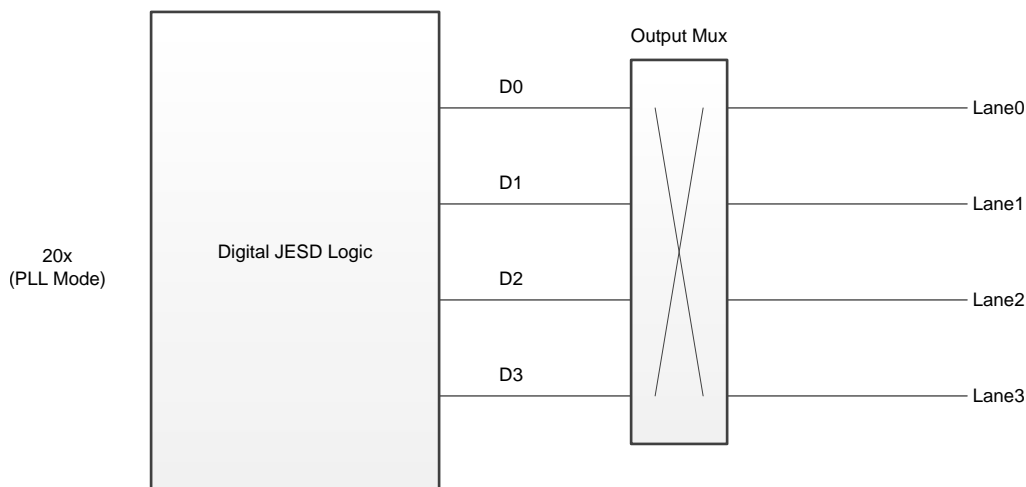 Output Mux
D0
Lane0
D1
Lane1
20x
(PLL Mode)
Digital JESD Logic
D2
Lane2
D3
Lane3